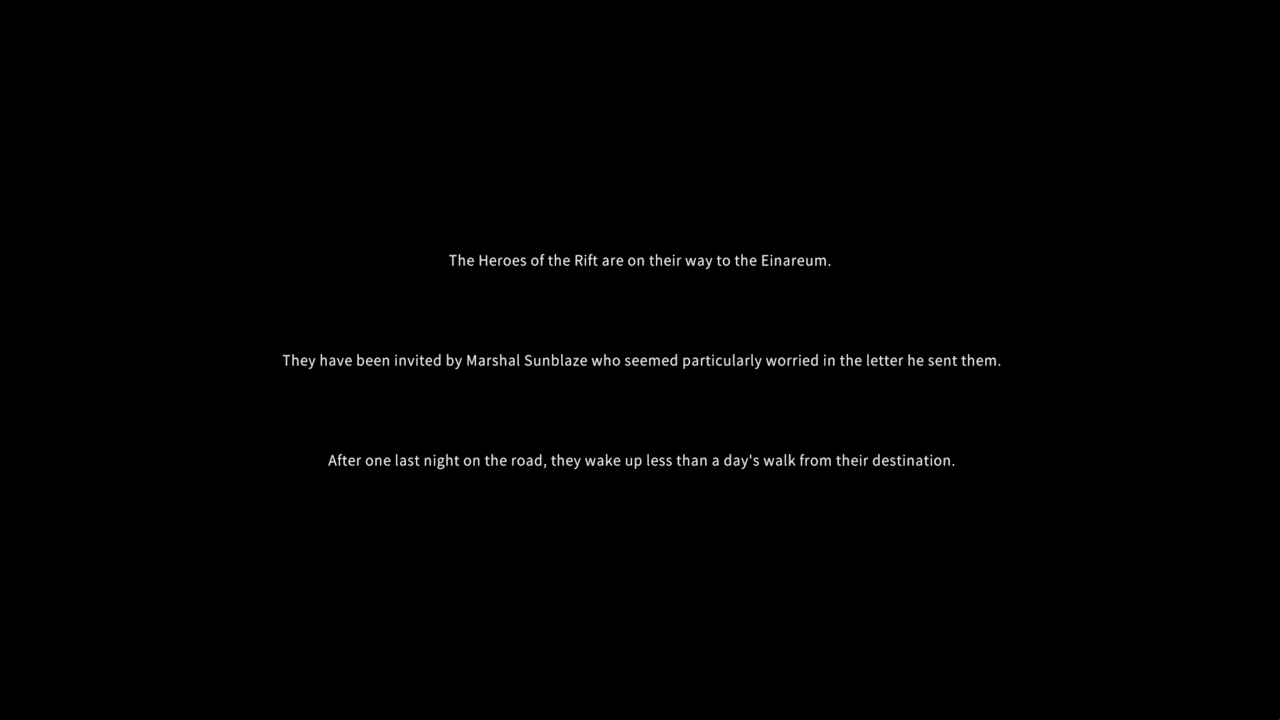 The Heroes of the Rift are on their way to the Einareum.
They have been invited by Marshal Sunblaze who seemed particularly worried in the letter he sent them.
After one last night on the road, they wake up less than a day's walk from their destination.